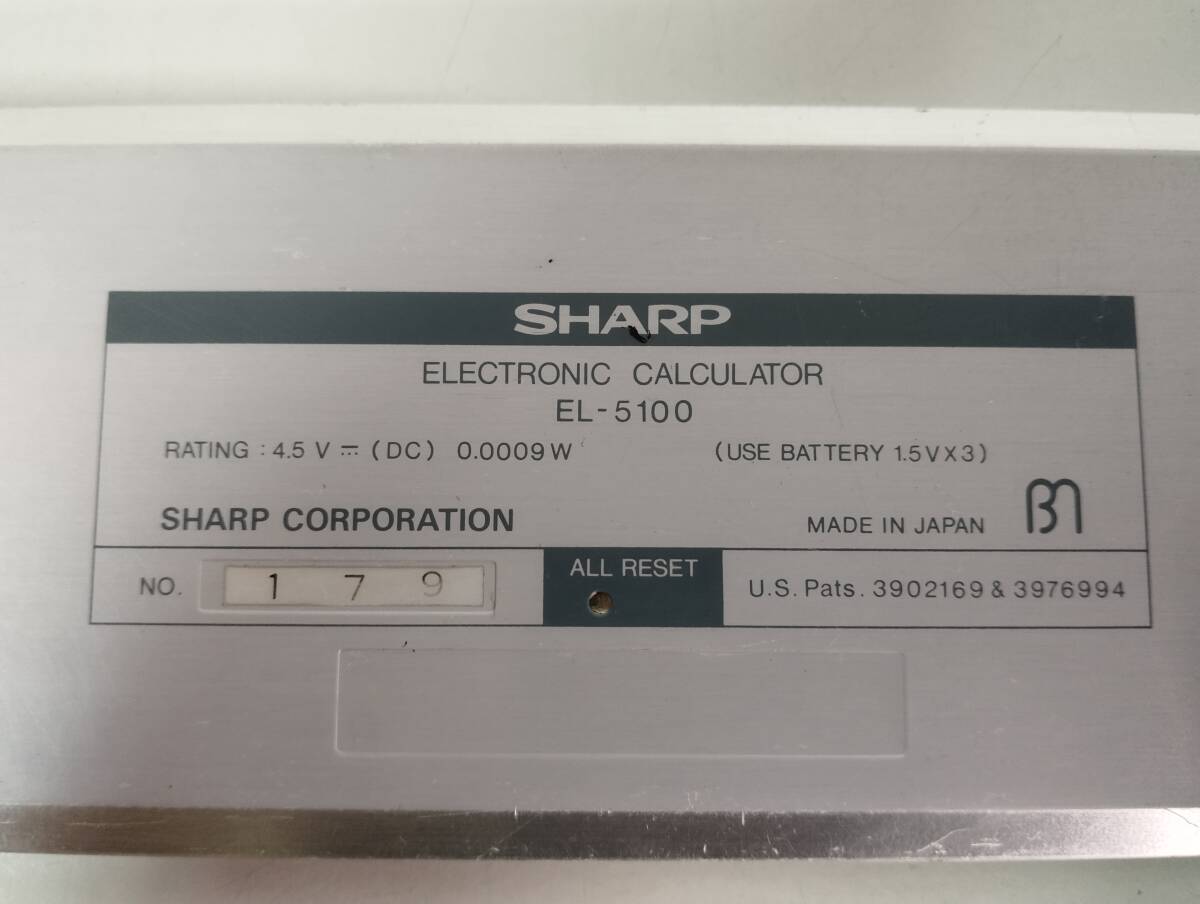 SHARP
ELECTRONIC CALCULATOR
EL-5100
RATING : 4.5 V ⎓ (DC) 0.0009 W (USE BATTERY 1.5V X 3)
SHARP CORPORATION MADE IN JAPAN
NO. 1 7 9 ALL RESET U.S. Pats. 3902169 & 3976994